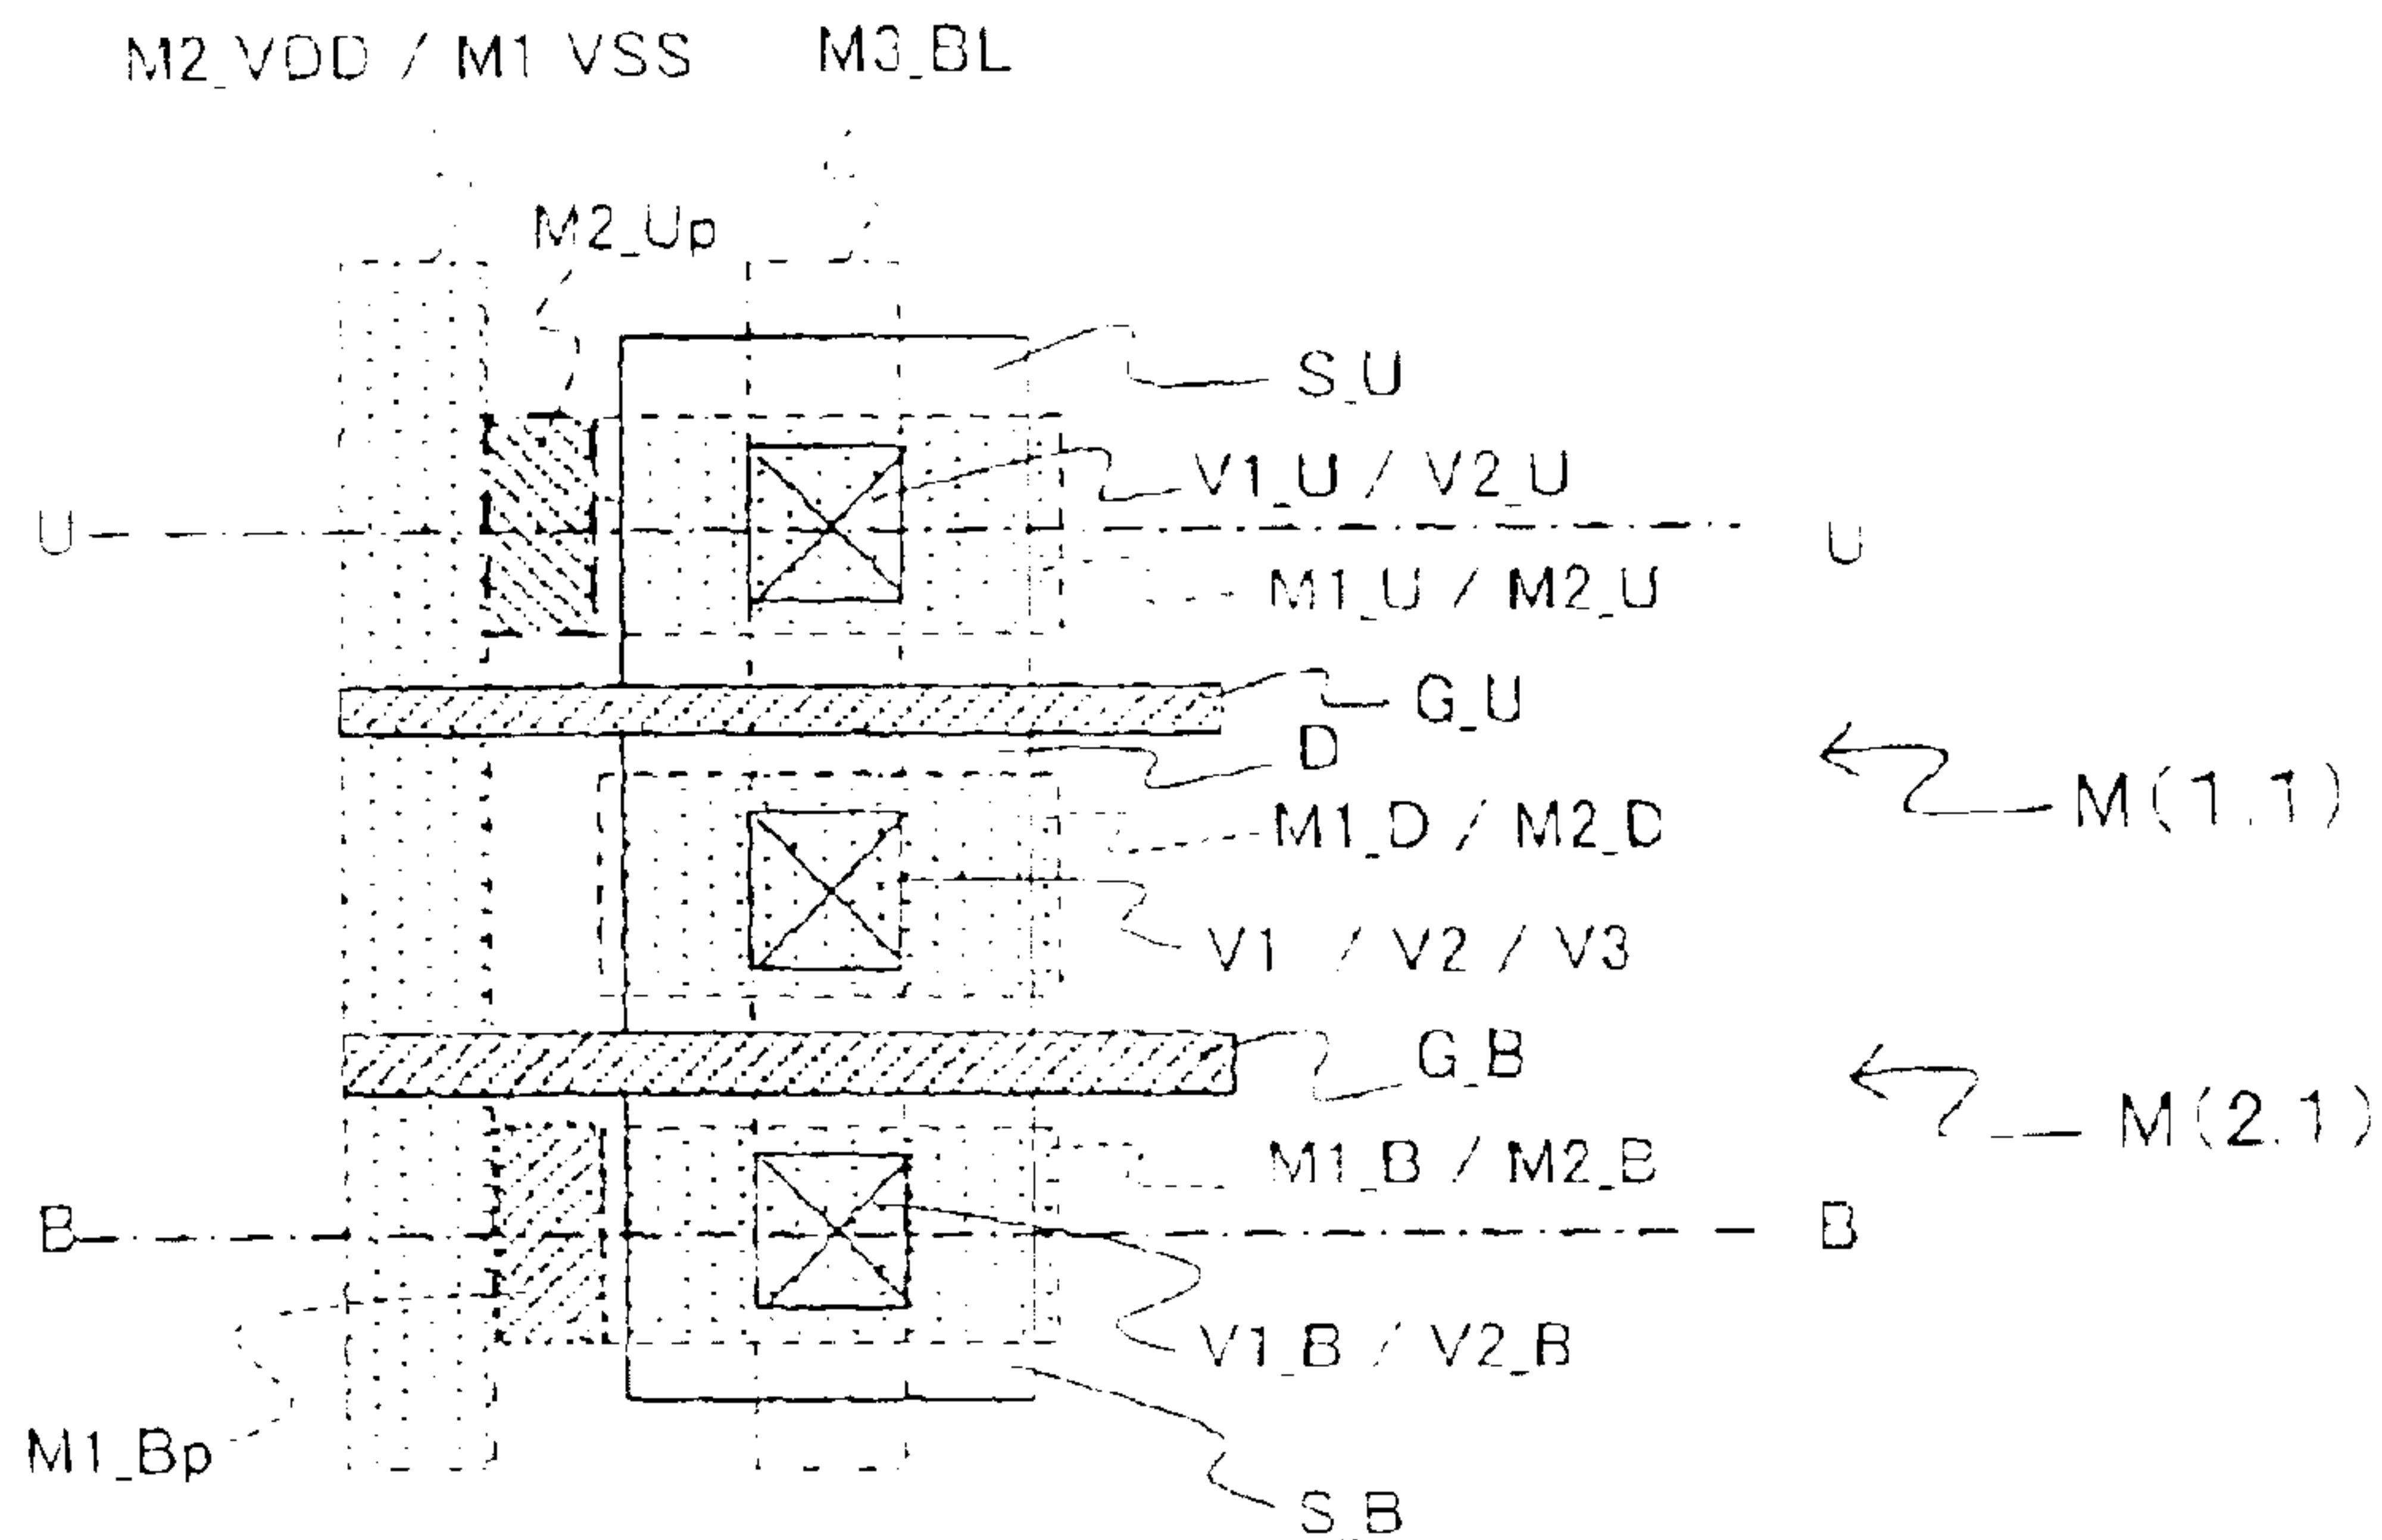 M2_VDD / M1 VSS
M3_BL
M2_Up
S_U
V1_U / V2_U
U
U
M1_U / M2_U
G_U
D
M(1.1)
M1_D / M2_D
V1 / V2 / V3
G_B
M(2.1)
M1_B / M2_B
B
B
V1_B / V2_B
M1_Bp
S_B